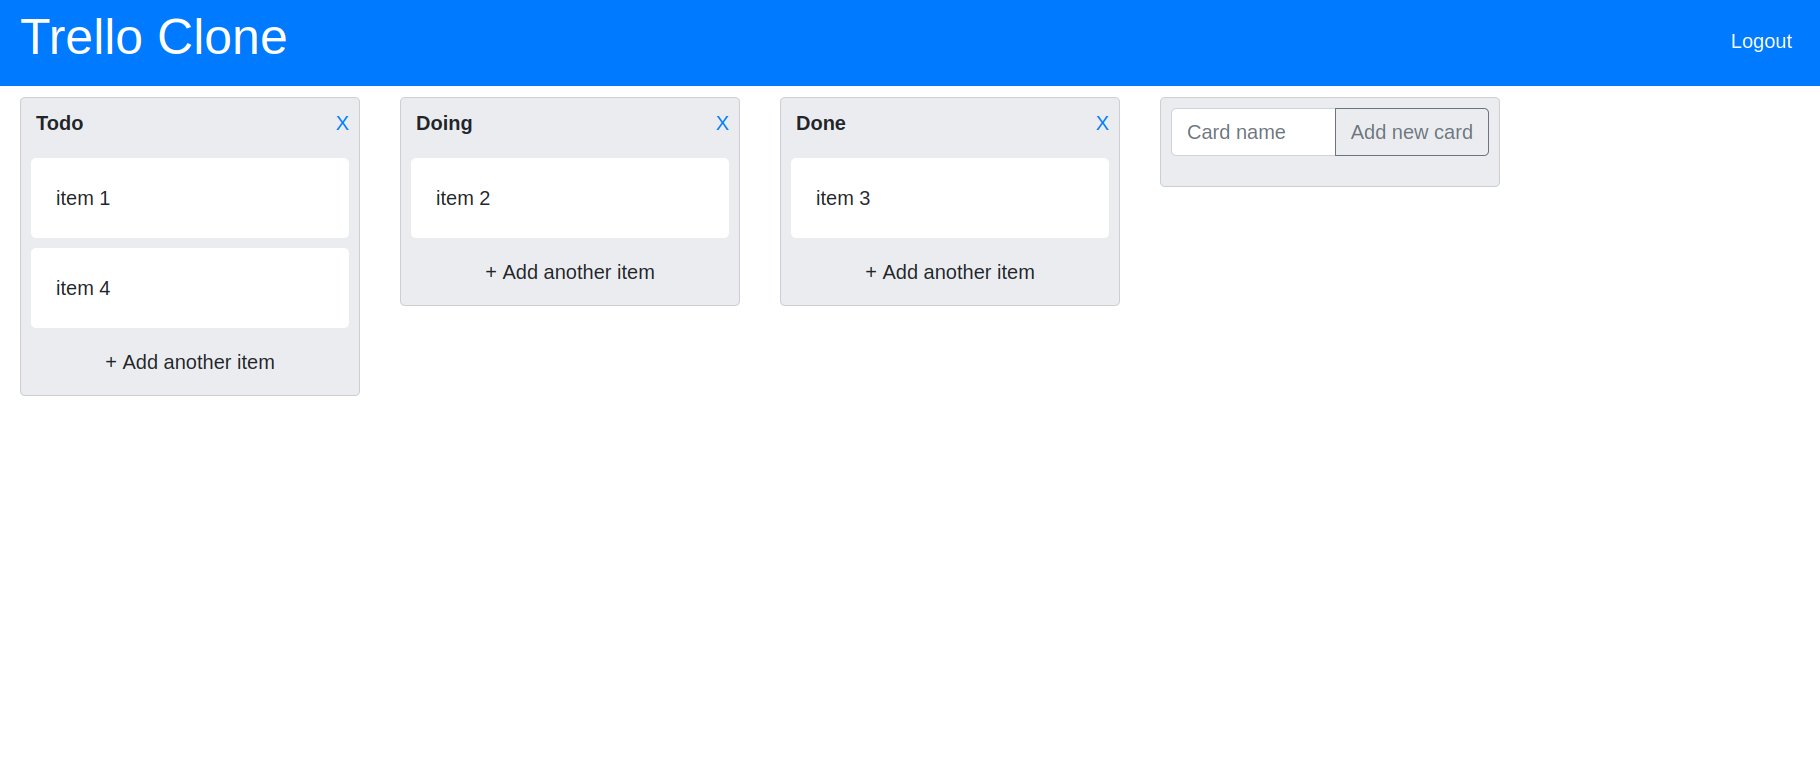 Trello Clone
Logout
Todo X
item 1
item 4
+ Add another item
Doing X
item 2
+ Add another item
Done X
item 3
+ Add another item
Card name Add new card